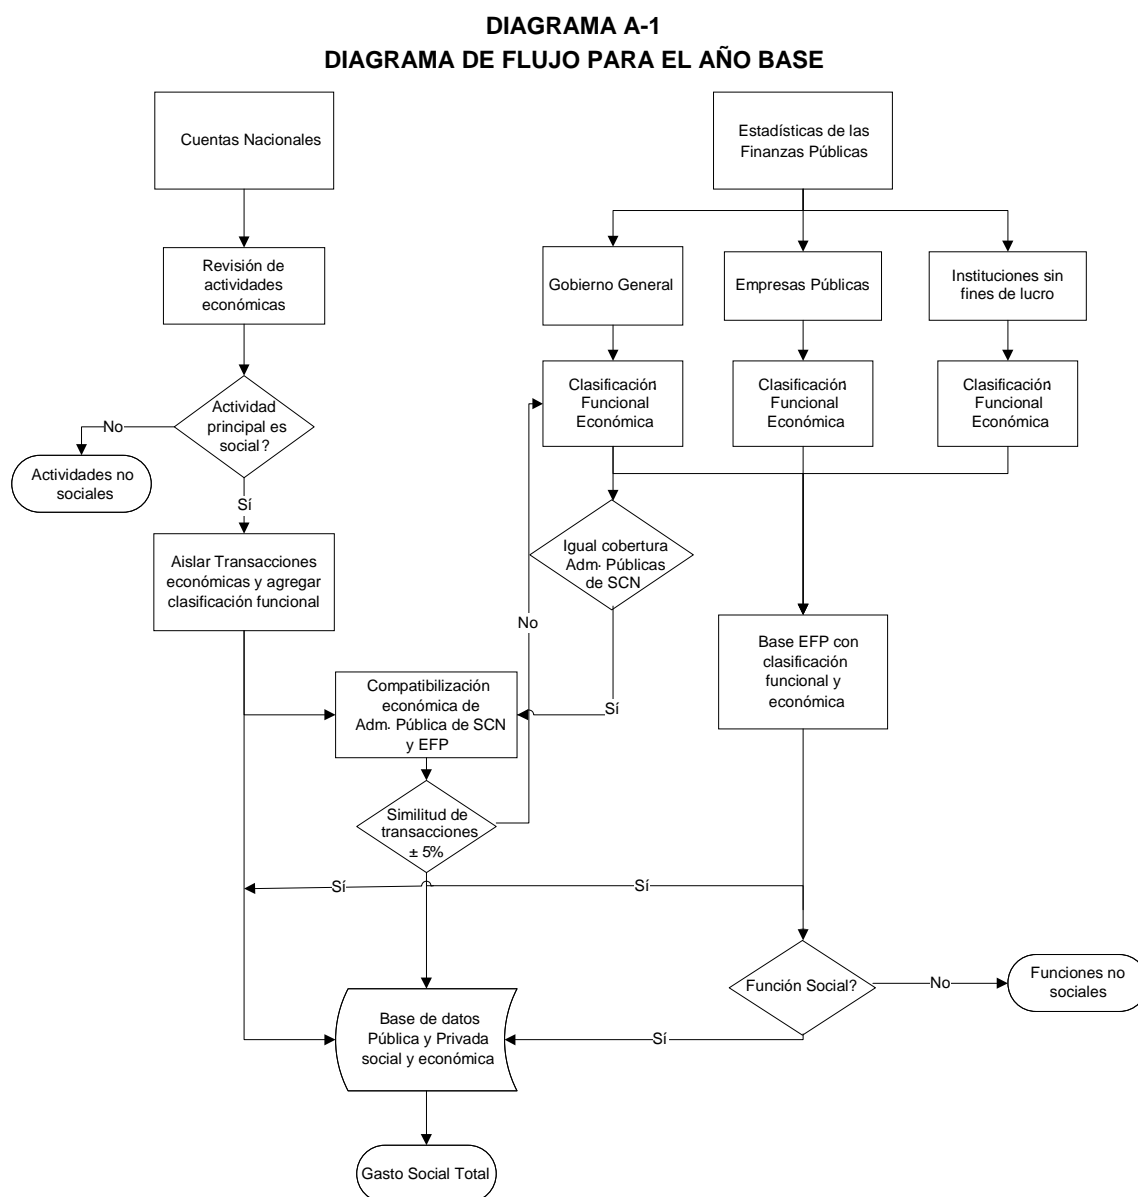 DIAGRAMA A-1
DIAGRAMA DE FLUJO PARA EL AÑO BASE
Cuentas Nacionales
Estadísticas de las
Finanzas Públicas
Revisión de
actividades
económicas
Gobierno General
Empresas Públicas
Instituciones sin
fines de lucro
Clasificación
Funcional
Económica
Clasificación
Funcional
Económica
Clasificación
Funcional
Económica
Actividad
principal es
social?
No
Actividades no
sociales
Sí
Igual cobertura
Adm. Públicas
de SCN
Aislar Transacciones
económicas y agregar
clasificación funcional
No
Base EFP con
clasificación
funcional y
económica
Compatibilización
económica de
Adm. Pública de SCN
y EFP
Sí
Similitud de
transacciones
± 5%
Sí
Sí
Función Social?
No
Funciones no
sociales
Base de datos
Pública y Privada
social y económica
Sí
Gasto Social Total